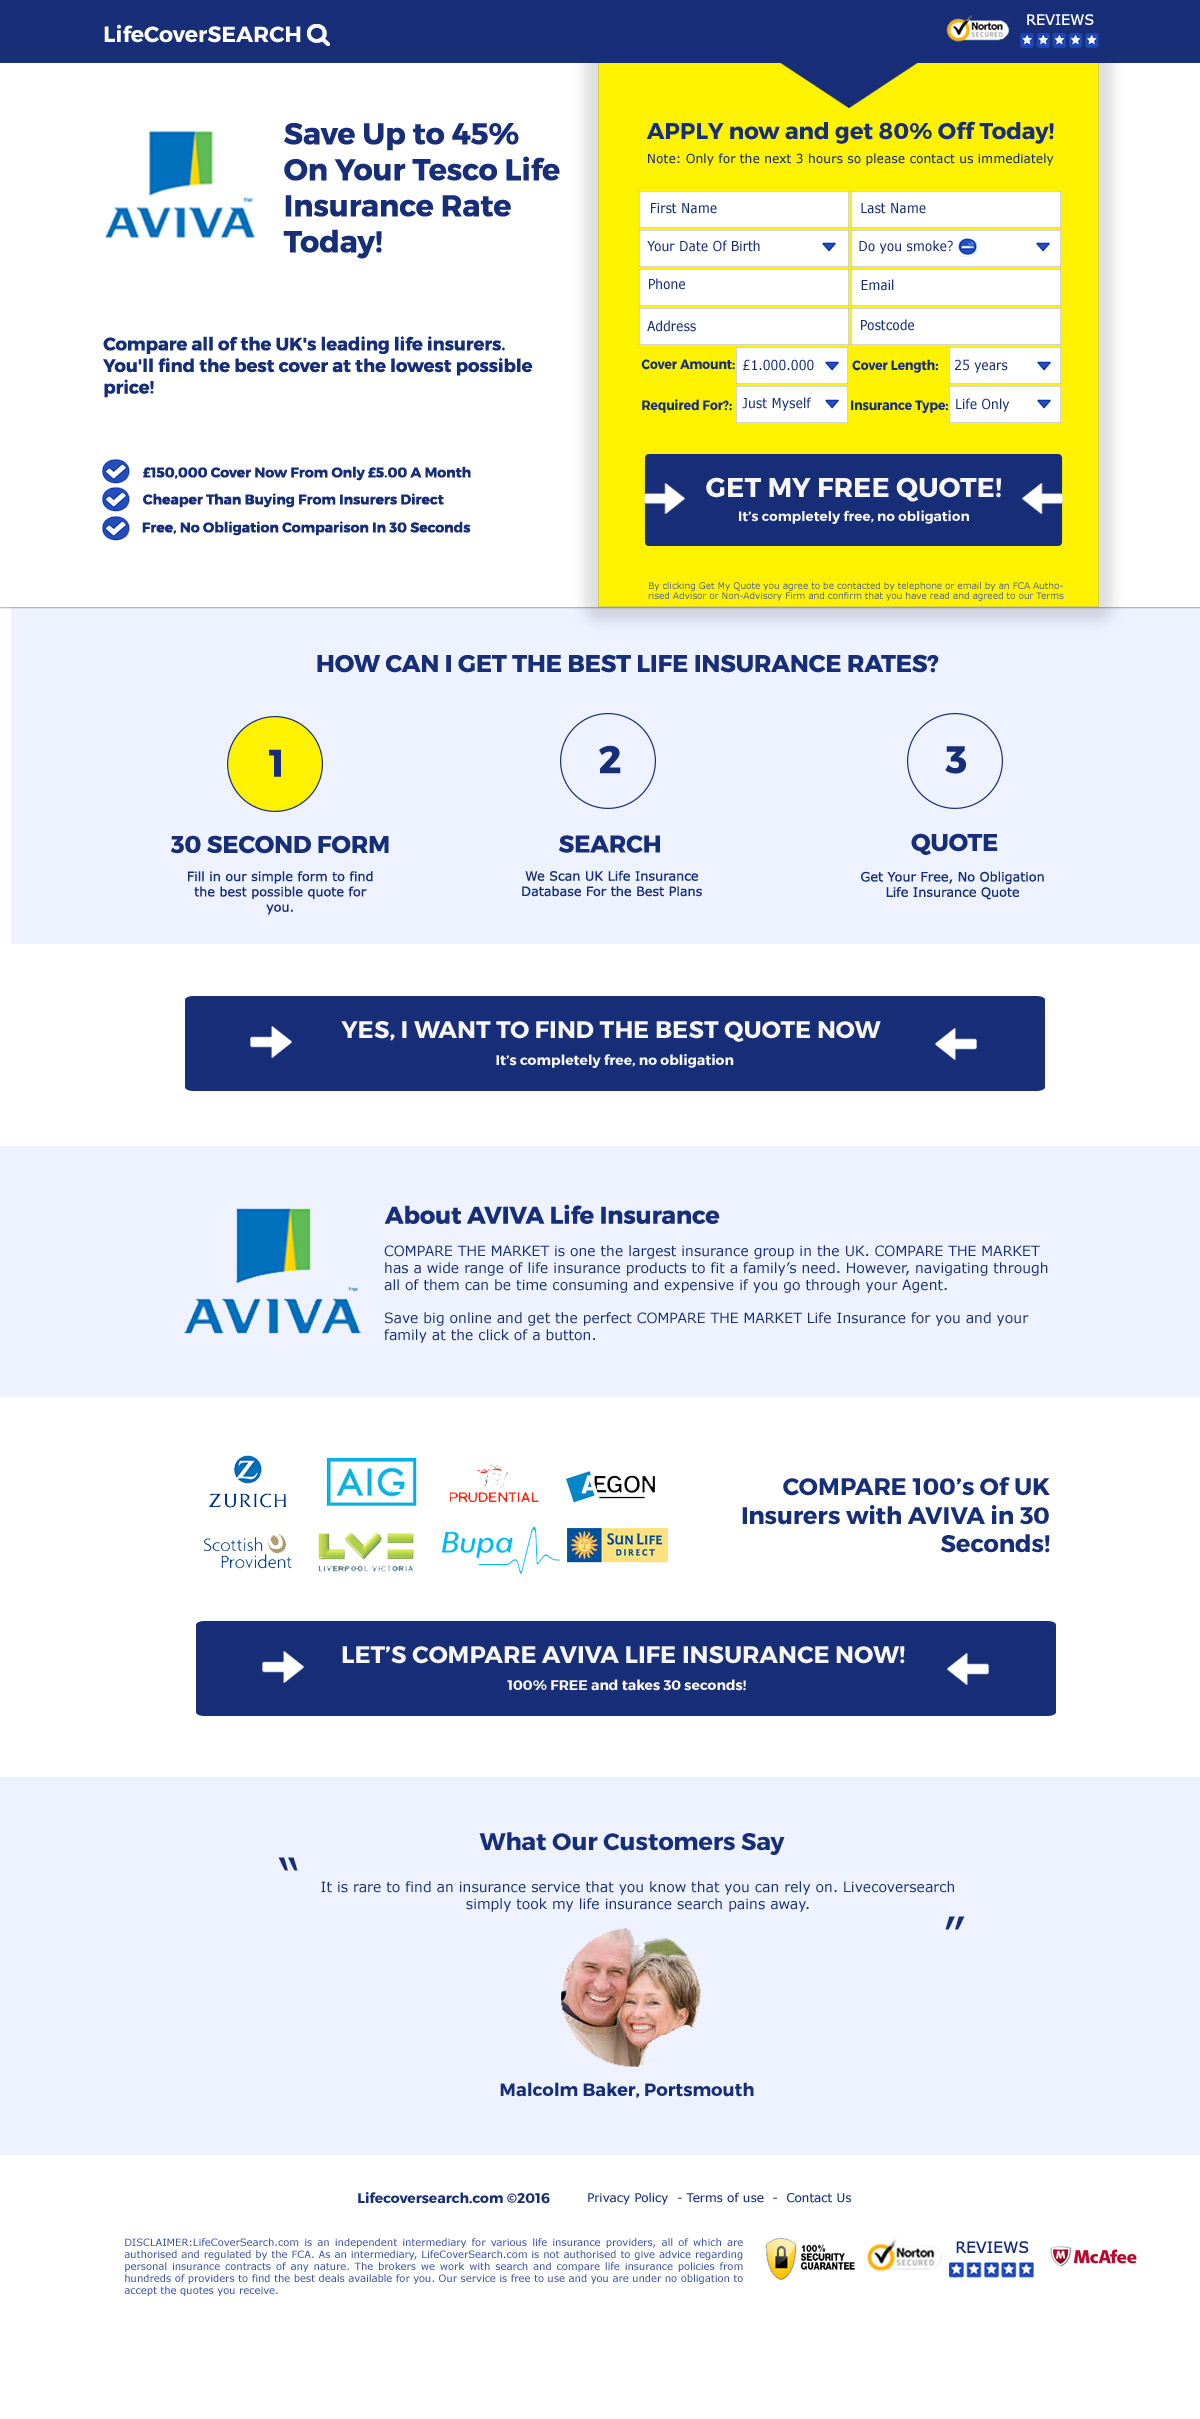 LifeCoverSEARCH
Norton
SECURED
REVIEWS
AVIVA
TM
Save Up to 45%
On Your Tesco Life
Insurance Rate
Today!
Compare all of the UK's leading life insurers.
You'll find the best cover at the lowest possible
price!
£150,000 Cover Now From Only £5.00 A Month
Cheaper Than Buying From Insurers Direct
Free, No Obligation Comparison In 30 Seconds
APPLY now and get 80% Off Today!
Note: Only for the next 3 hours so please contact us immediately
First Name Last Name
Your Date Of Birth Do you smoke?
Phone Email
Address Postcode
Cover Amount: £1.000.000 Cover Length: 25 years
Required For?: Just Myself Insurance Type: Life Only
GET MY FREE QUOTE!
It's completely free, no obligation
By clicking Get My Quote you agree to be contacted by telephone or email by an FCA Autho-
rised Advisor or Non-Advisory Firm and confirm that you have read and agreed to our Terms
HOW CAN I GET THE BEST LIFE INSURANCE RATES?
1
30 SECOND FORM
Fill in our simple form to find
the best possible quote for
you.
2
SEARCH
We Scan UK Life Insurance
Database For the Best Plans
3
QUOTE
Get Your Free, No Obligation
Life Insurance Quote
YES, I WANT TO FIND THE BEST QUOTE NOW
It's completely free, no obligation
AVIVA
About AVIVA Life Insurance
COMPARE THE MARKET is one the largest insurance group in the UK. COMPARE THE MARKET
has a wide range of life insurance products to fit a family's need. However, navigating through
all of them can be time consuming and expensive if you go through your Agent.
Save big online and get the perfect COMPARE THE MARKET Life Insurance for you and your
family at the click of a button.
ZURICH
AIG
PRUDENTIAL
AEGON
Scottish
Provident
LVE
LIVERPOOL VICTORIA
Bupa
SUN LIFE
DIRECT
COMPARE 100's Of UK
Insurers with AVIVA in 30
Seconds!
LET'S COMPARE AVIVA LIFE INSURANCE NOW!
100% FREE and takes 30 seconds!
What Our Customers Say
"
It is rare to find an insurance service that you know that you can rely on. Livecoversearch
simply took my life insurance search pains away.
"
Malcolm Baker, Portsmouth
Lifecoversearch.com ©2016 Privacy Policy - Terms of use - Contact Us
DISCLAIMER:LifeCoverSearch.com is an independent intermediary for various life insurance providers, all of which are
authorised and regulated by the FCA. As an intermediary, LifeCoverSearch.com is not authorised to give advice regarding
personal insurance contracts of any nature. The brokers we work with search and compare life insurance policies from
hundreds of providers to find the best deals available for you. Our service is free to use and you are under no obligation to
accept the quotes you receive.
100%
SECURITY
GUARANTEE
Norton
SECURED
REVIEWS
McAfee